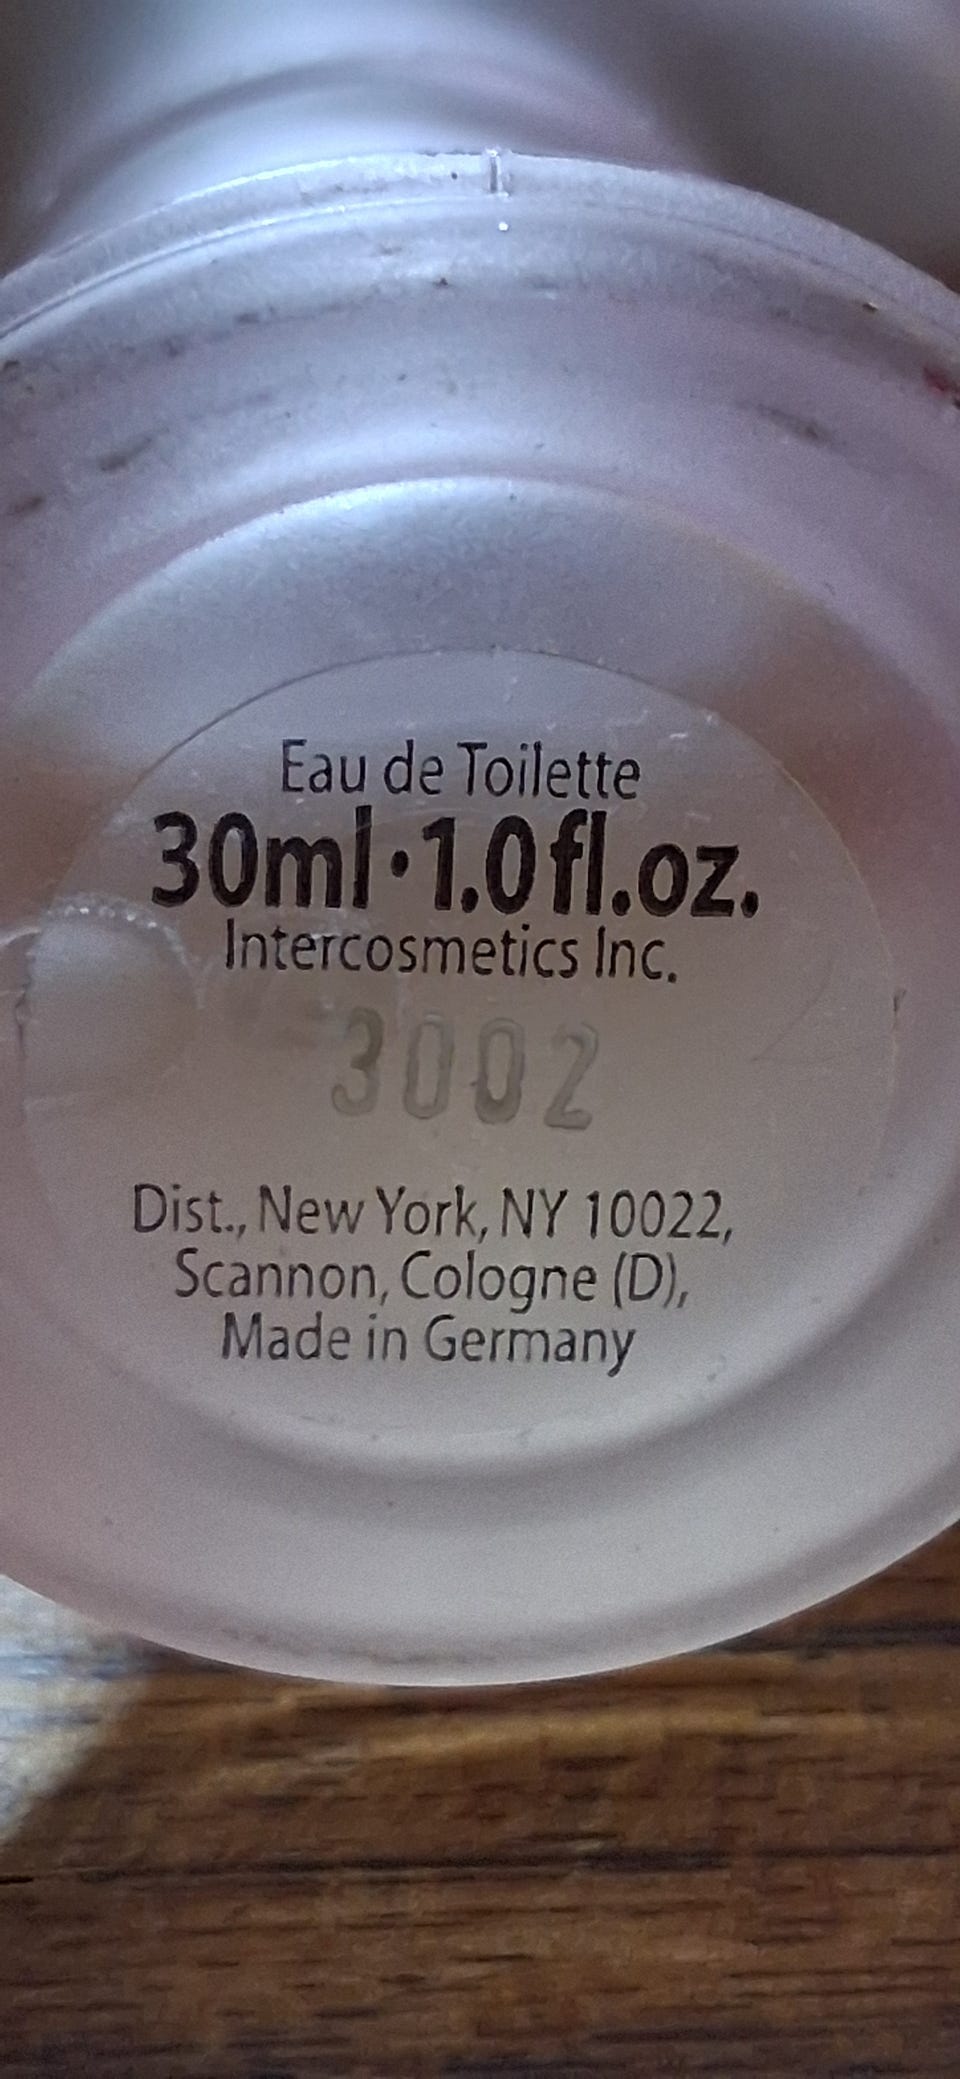 Eau de Toilette
30ml·1.0fl.oz.
Intercosmetics Inc.
3002
Dist., New York, NY 10022,
Scannon, Cologne (D),
Made in Germany